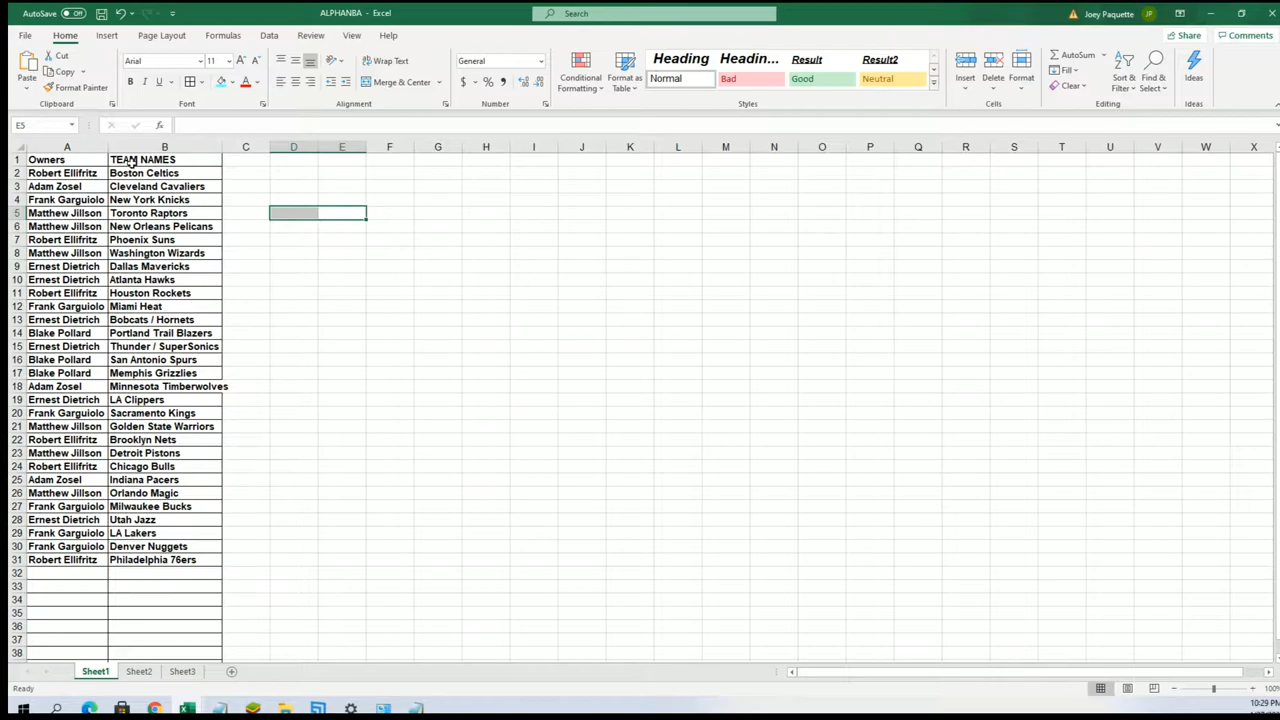 AutoSave Off ALPHANBA - Excel Search Joey Paquette JP
File Home Insert Page Layout Formulas Data Review View Help Share Comments
Paste Cut Copy Format Painter Clipboard
Arial 11 A A B I U A Font
Wrap Text Merge & Center Alignment
General $ % Number
Conditional Formatting Format as Table
Heading Headin... Result Result2
Normal Bad Good Neutral
Styles
Insert Delete Format Cells
AutoSum Fill Clear Sort & Filter Find & Select Editing
Ideas Ideas
E5 fx
A B C D E F G H I J K L M N O P Q R S T U V W X
1 Owners TEAM NAMES
2 Robert Ellifritz Boston Celtics
3 Adam Zosel Cleveland Cavaliers
4 Frank Garguiolo New York Knicks
5 Matthew Jillson Toronto Raptors
6 Matthew Jillson New Orleans Pelicans
7 Robert Ellifritz Phoenix Suns
8 Matthew Jillson Washington Wizards
9 Ernest Dietrich Dallas Mavericks
10 Ernest Dietrich Atlanta Hawks
11 Robert Ellifritz Houston Rockets
12 Frank Garguiolo Miami Heat
13 Ernest Dietrich Bobcats / Hornets
14 Blake Pollard Portland Trail Blazers
15 Ernest Dietrich Thunder / SuperSonics
16 Blake Pollard San Antonio Spurs
17 Blake Pollard Memphis Grizzlies
18 Adam Zosel Minnesota Timberwolves
19 Ernest Dietrich LA Clippers
20 Frank Garguiolo Sacramento Kings
21 Matthew Jillson Golden State Warriors
22 Robert Ellifritz Brooklyn Nets
23 Matthew Jillson Detroit Pistons
24 Robert Ellifritz Chicago Bulls
25 Adam Zosel Indiana Pacers
26 Matthew Jillson Orlando Magic
27 Frank Garguiolo Milwaukee Bucks
28 Ernest Dietrich Utah Jazz
29 Frank Garguiolo LA Lakers
30 Frank Garguiolo Denver Nuggets
31 Robert Ellifritz Philadelphia 76ers
32
33
34
35
36
37
38
Sheet1 Sheet2 Sheet3
Ready 100%
10:29 PM